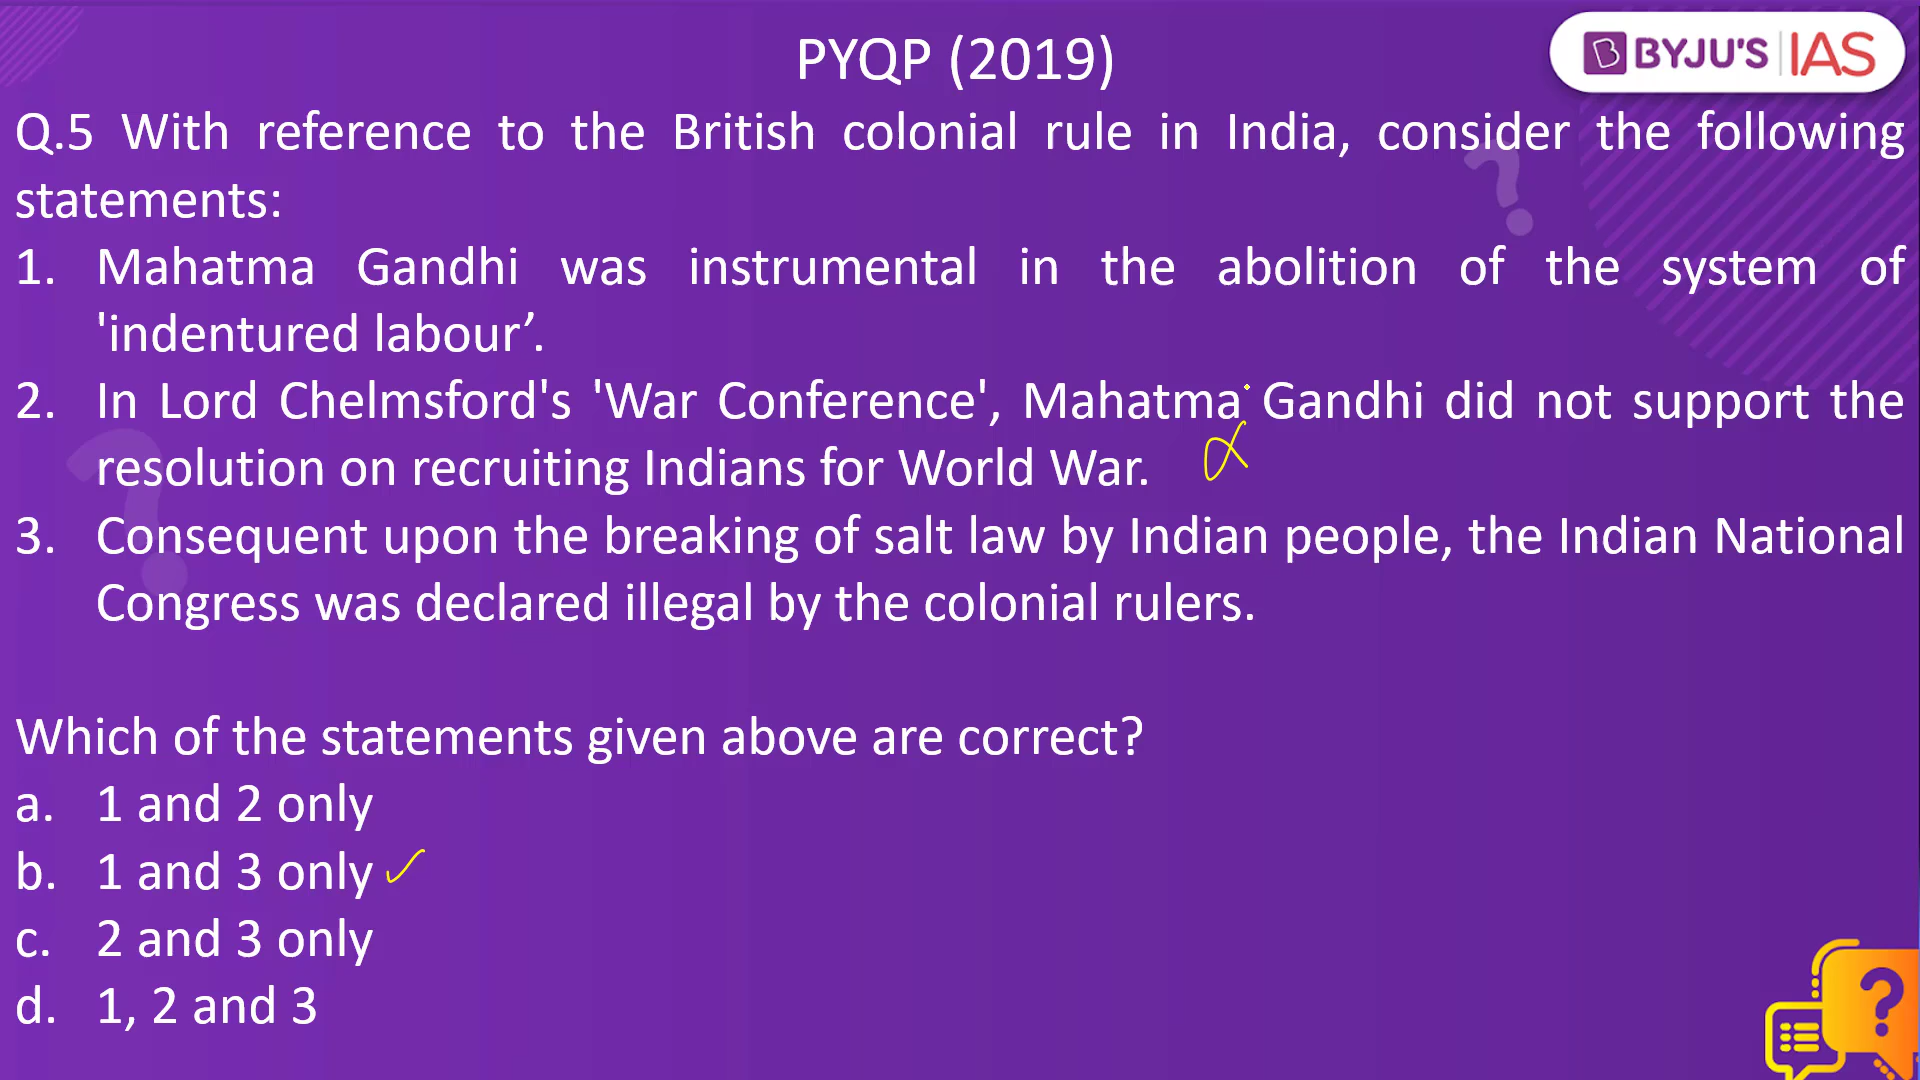 PYQP (2019)
BYJU'S IAS
Q.5 With reference to the British colonial rule in India, consider the following
statements:
1. Mahatma Gandhi was instrumental in the abolition of the system of
'indentured labour’.
2. In Lord Chelmsford's 'War Conference', Mahatma Gandhi did not support the
resolution on recruiting Indians for World War.
3. Consequent upon the breaking of salt law by Indian people, the Indian National
Congress was declared illegal by the colonial rulers.
Which of the statements given above are correct?
a. 1 and 2 only
b. 1 and 3 only
c. 2 and 3 only
d. 1, 2 and 3